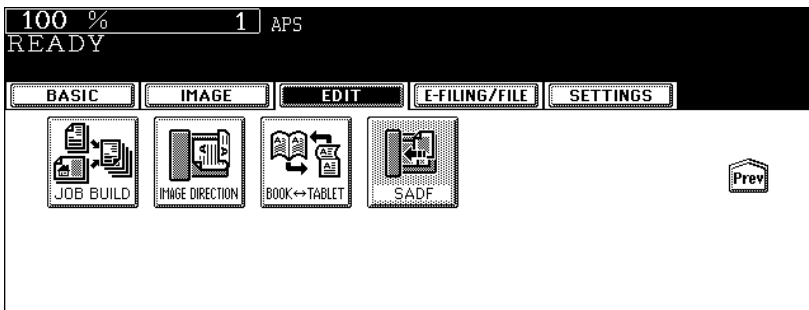 100 % 1 APS
READY
BASIC IMAGE EDIT E-FILING/FILE SETTINGS
JOB BUILD IMAGE DIRECTION BOOK↔TABLET SADF
Prev